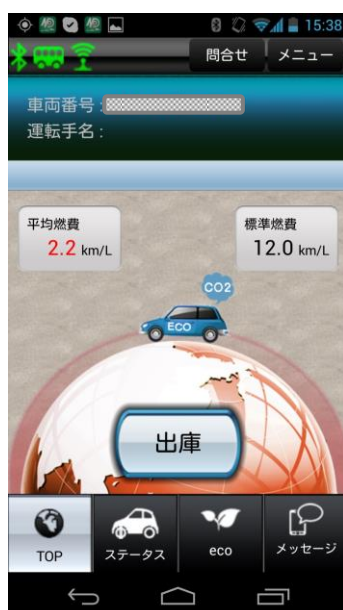 15:38
問合せ メニュー
車両番号 :
運転手名 :
平均燃費
2.2 km/L
標準燃費
12.0 km/L
CO2
ECO
出庫
TOP ステータス eco メッセージ